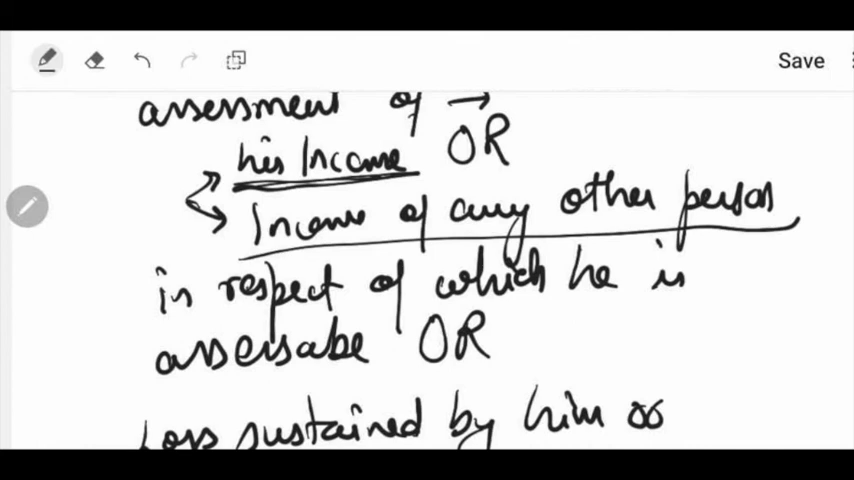 Save
assessment of →
his Income OR
Income of any other person
in respect of which he is
assessabe OR
Loss sustained by him or